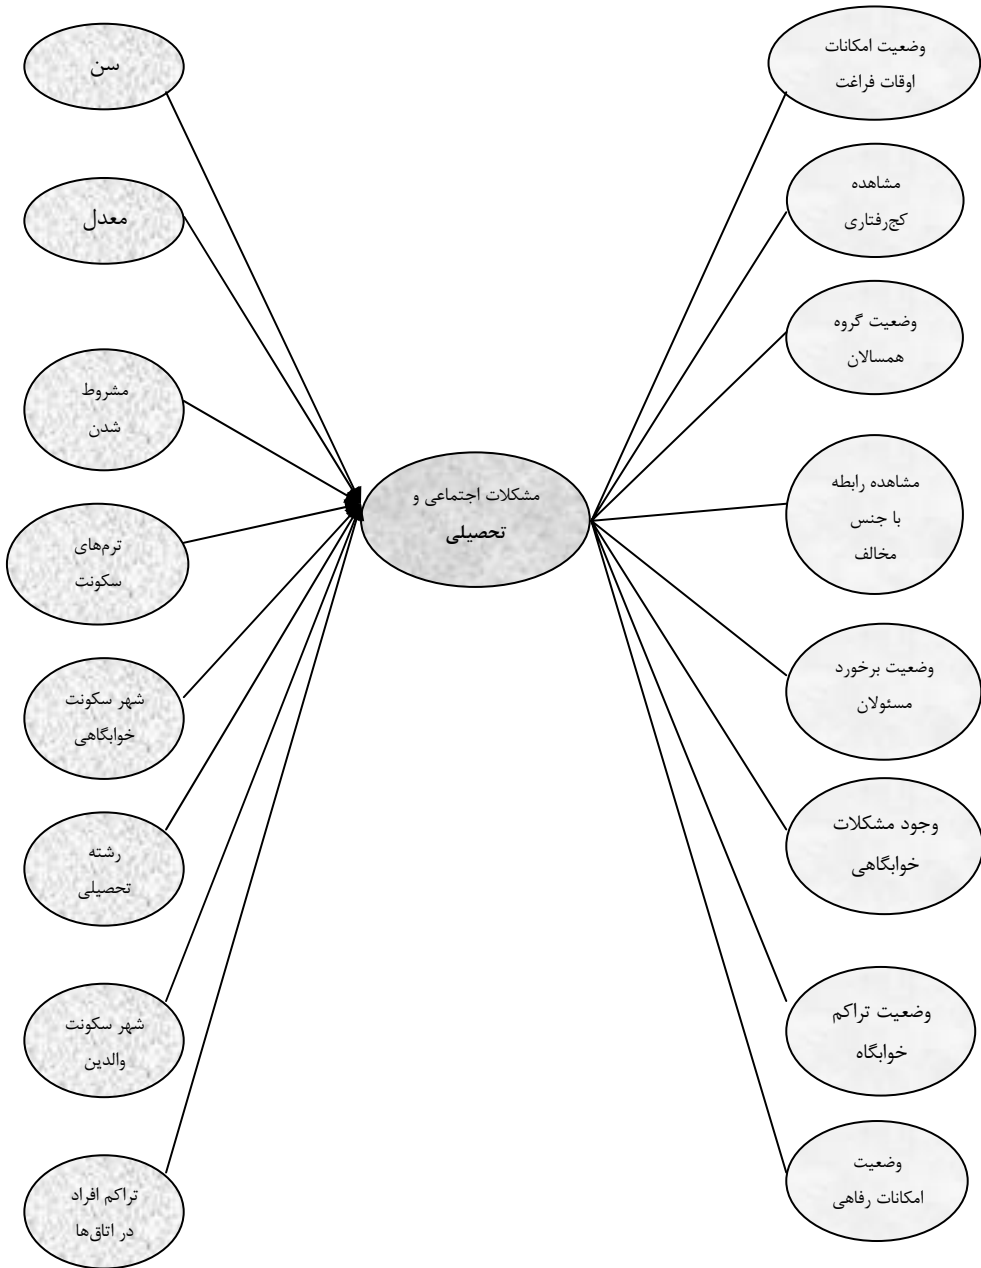 سن
معدل
مشروط
شدن
ترم‌های
سکونت
شهر سکونت
خوابگاهی
رشته
تحصیلی
شهر سکونت
والدین
تراکم افراد
در اتاق‌ها
مشکلات اجتماعی و
تحصیلی
وضعیت امکانات
اوقات فراغت
مشاهده
کج‌رفتاری
وضعیت گروه
همسالان
مشاهده رابطه
با جنس
مخالف
وضعیت برخورد
مسئولان
وجود مشکلات
خوابگاهی
وضعیت تراکم
خوابگاه
وضعیت
امکانات رفاهی